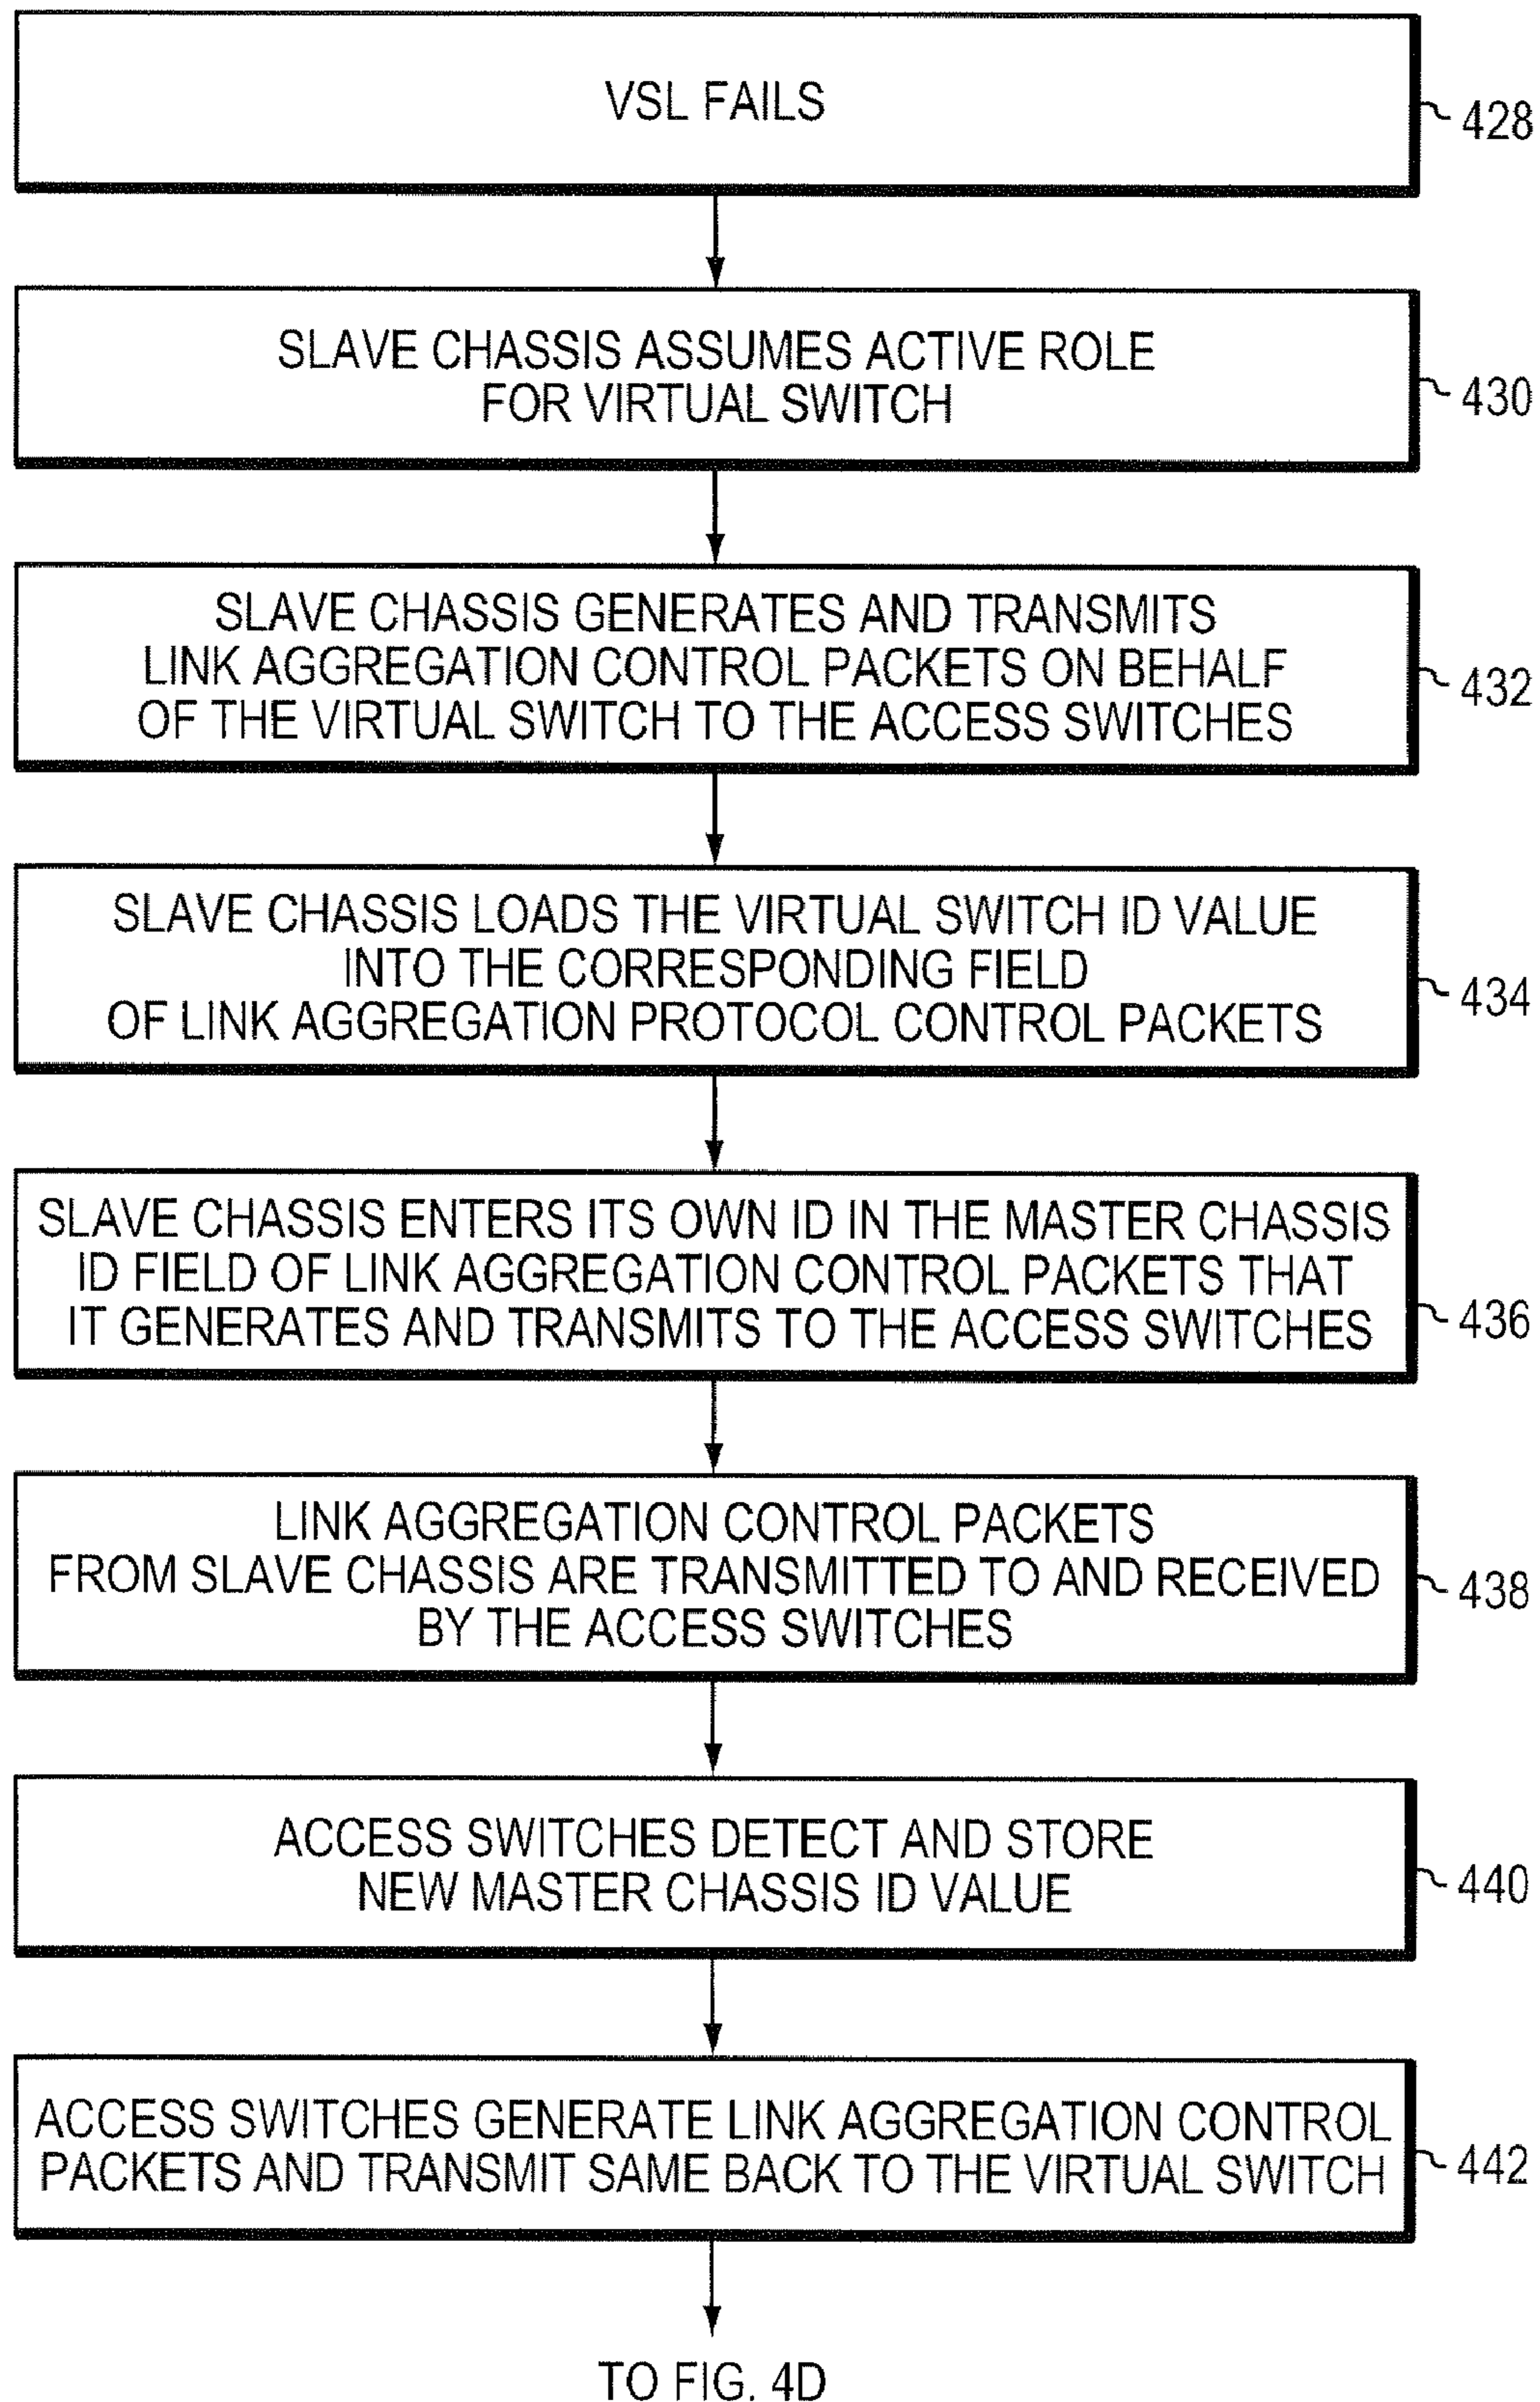 VSL FAILS
428
SLAVE CHASSIS ASSUMES ACTIVE ROLE
FOR VIRTUAL SWITCH
430
SLAVE CHASSIS GENERATES AND TRANSMITS
LINK AGGREGATION CONTROL PACKETS ON BEHALF
OF THE VIRTUAL SWITCH TO THE ACCESS SWITCHES
432
SLAVE CHASSIS LOADS THE VIRTUAL SWITCH ID VALUE
INTO THE CORRESPONDING FIELD
OF LINK AGGREGATION PROTOCOL CONTROL PACKETS
434
SLAVE CHASSIS ENTERS ITS OWN ID IN THE MASTER CHASSIS
ID FIELD OF LINK AGGREGATION CONTROL PACKETS THAT
IT GENERATES AND TRANSMITS TO THE ACCESS SWITCHES
436
LINK AGGREGATION CONTROL PACKETS
FROM SLAVE CHASSIS ARE TRANSMITTED TO AND RECEIVED
BY THE ACCESS SWITCHES
438
ACCESS SWITCHES DETECT AND STORE
NEW MASTER CHASSIS ID VALUE
440
ACCESS SWITCHES GENERATE LINK AGGREGATION CONTROL
PACKETS AND TRANSMIT SAME BACK TO THE VIRTUAL SWITCH
442
TO FIG. 4D